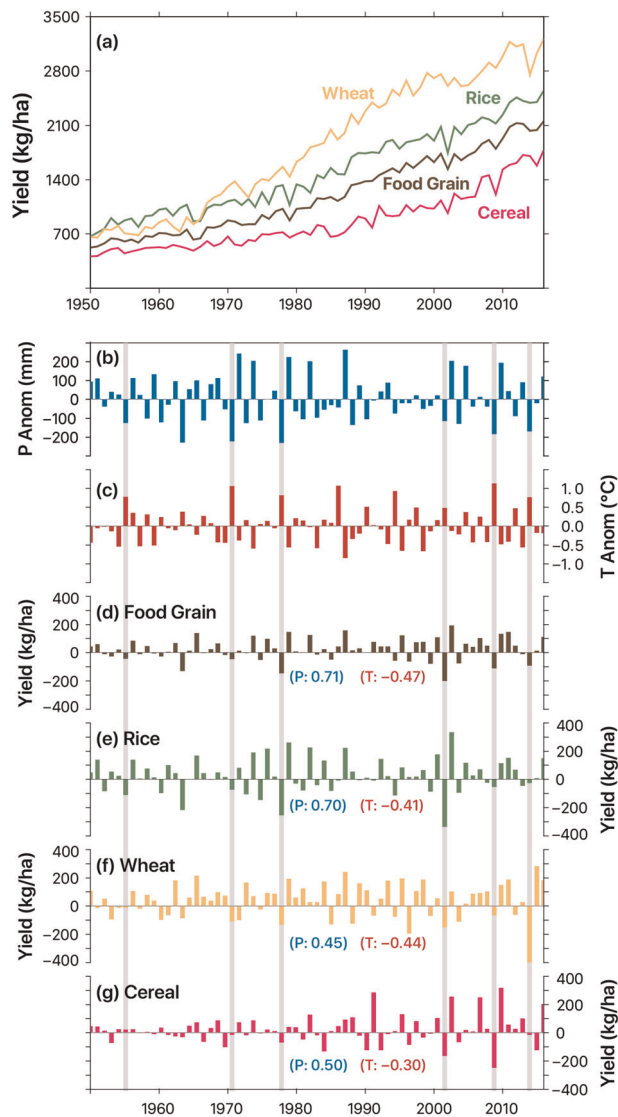 3500
(a)
2800
Wheat
Rice
2100
Yield (kg/ha)
1400
Food Grain
Cereal
700
1950 1960 1970 1980 1990 2000 2010
(b)
200
100
0
−100
−200
P Anom (mm)
(c)
1.0
0.5
0.0
−0.5
−1.0
T Anom (°C)
400
(d) Food Grain
200
0
−200
−400
Yield (kg/ha)
(P: 0.71) (T: −0.47)
400
(e) Rice
200
0
−200
−400
Yield (kg/ha)
(P: 0.70) (T: −0.41)
400
(f) Wheat
200
0
−200
−400
Yield (kg/ha)
(P: 0.45) (T: −0.44)
400
(g) Cereal
200
0
−200
−400
Yield (kg/ha)
(P: 0.50) (T: −0.30)
1960 1970 1980 1990 2000 2010